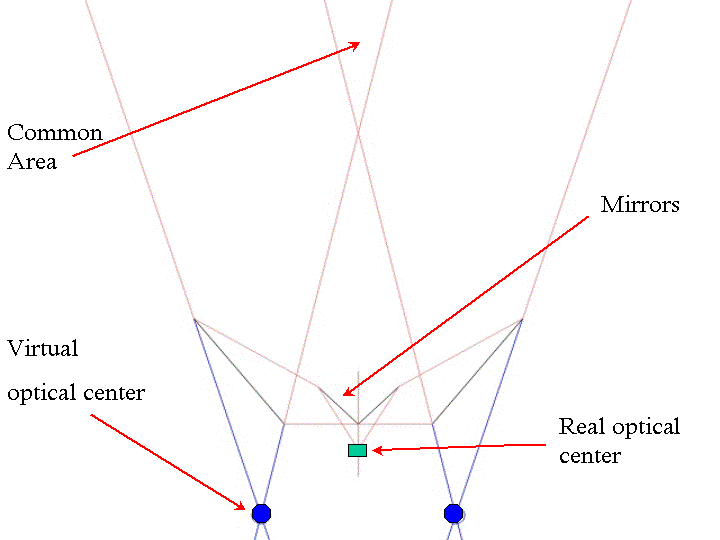 Common
Area
Mirrors
Virtual
optical center
Real optical
center